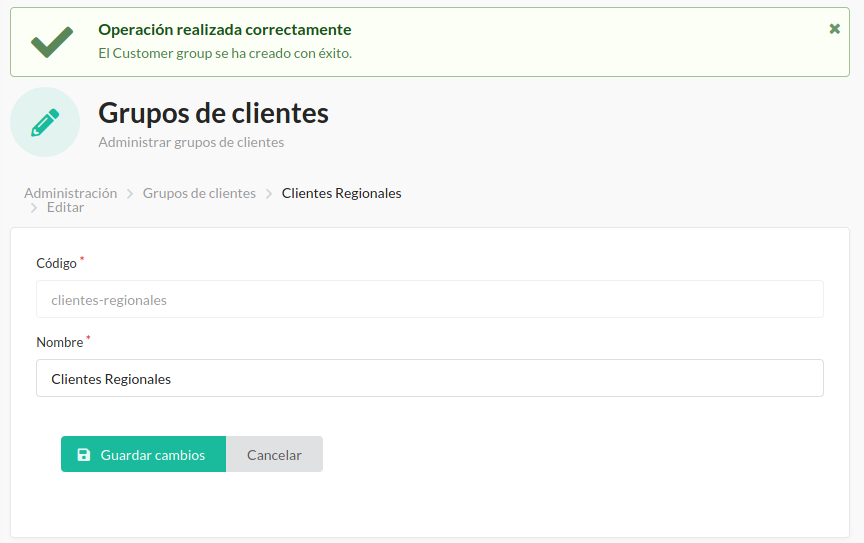 Operación realizada correctamente
El Customer group se ha creado con éxito.
Grupos de clientes
Administrar grupos de clientes
Administración > Grupos de clientes > Clientes Regionales
> Editar
Código *
clientes-regionales
Nombre *
Clientes Regionales
Guardar cambios Cancelar